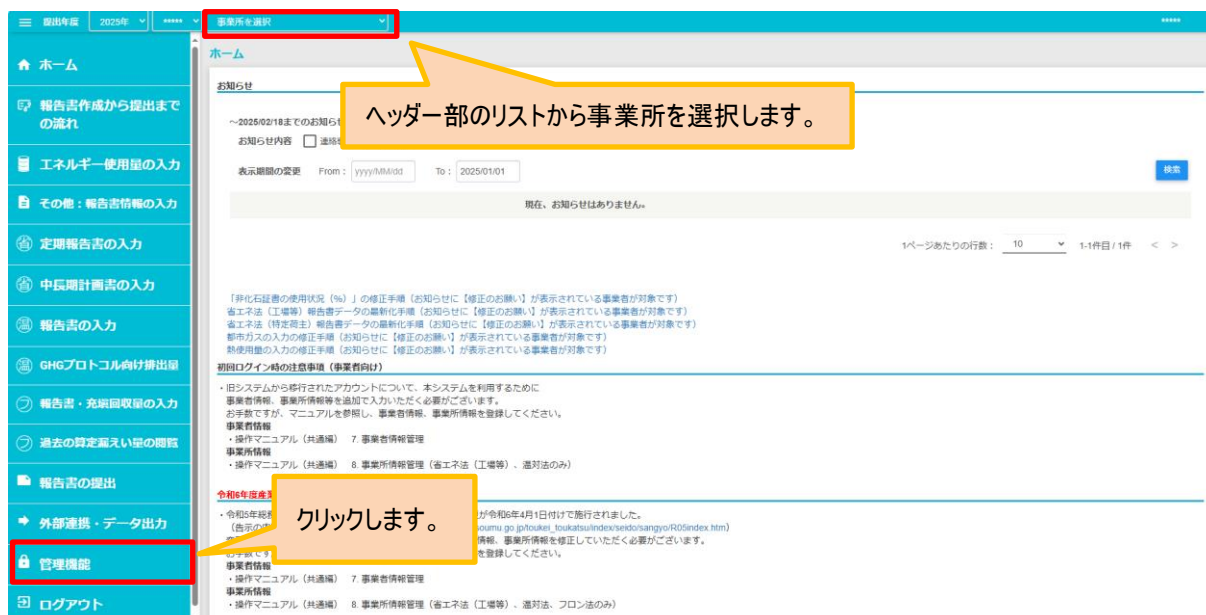 提出年度 2025年 ***** 事業所を選択 *****
ホーム
報告書作成から提出まで
の流れ
エネルギー使用量の入力
その他：報告書情報の入力
定期報告書の入力
中長期計画書の入力
報告書の入力
GHGプロトコル向け排出量
報告書・充塡回収量の入力
過去の算定漏えい量の閲覧
報告書の提出
外部連携・データ出力
管理機能
ログアウト
ホーム
お知らせ
ヘッダー部のリストから事業所を選択します。
～2025/02/18までのお知らせ
お知らせ内容
表示期間の変更 From： yyyy/MM/dd To： 2025/01/01 検索
現在、お知らせはありません。
1ページあたりの行数： 10 1-1件目 / 1件 < >
「非化石証書の使用状況（%）」の修正手順（お知らせに【修正のお願い】が表示されている事業者が対象です）
省エネ法（工場等）報告書データの最新化手順（お知らせに【修正のお願い】が表示されている事業者が対象です）
省エネ法（特定荷主）報告書データの最新化手順（お知らせに【修正のお願い】が表示されている事業者が対象です）
都市ガスの入力の修正手順（お知らせに【修正のお願い】が表示されている事業者が対象です）
熱使用量の入力の修正手順（お知らせに【修正のお願い】が表示されている事業者が対象です）
初回ログイン時の注意事項（事業者向け）
・旧システムから移行されたアカウントについて、本システムを利用するために
事業者情報、事業所情報等を追加で入力いただく必要がございます。
お手数ですが、マニュアルを参照し、事業者情報、事業所情報を登録してください。
事業者情報
・操作マニュアル（共通編） 7. 事業者情報管理
事業所情報
・操作マニュアル（共通編） 8. 事業所情報管理（省エネ法（工場等）、温対法のみ）
令和6年度産業
クリックします。
・令和5年総務 が令和6年4月1日付けで施行されました。
（告示の soumu.go.jp/toukei_toukatsu/index/seido/sangyo/R05index.htm）
情報、事業所情報を修正していただく必要がございます。
お手数です を登録してください。
事業者情報
・操作マニュアル（共通編） 7. 事業者情報管理
事業所情報
・操作マニュアル（共通編） 8. 事業所情報管理（省エネ法（工場等）、温対法、フロン法のみ）